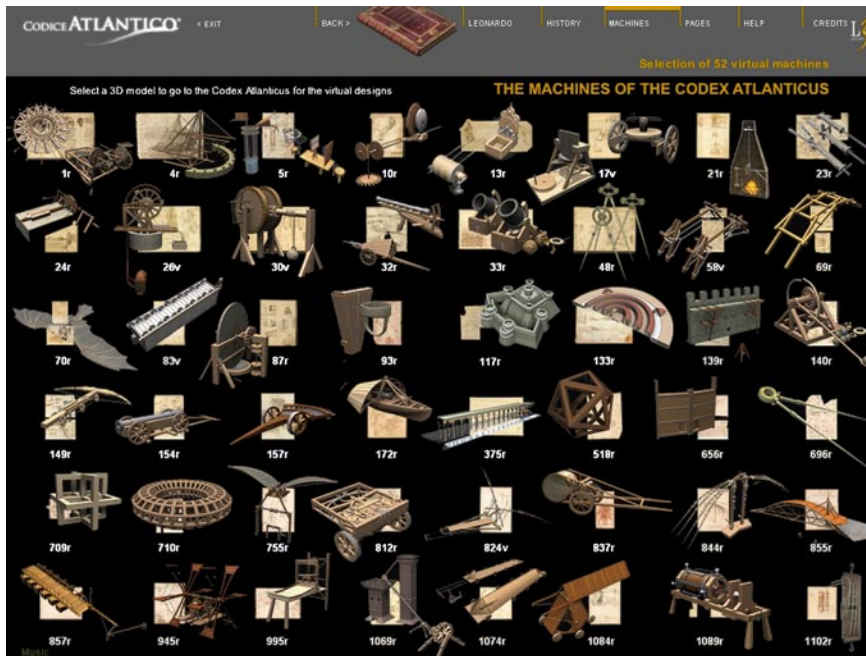 CODICE ATLANTICO® < EXIT BACK > LEONARDO HISTORY MACHINES PAGES HELP CREDITS
Selection of 52 virtual machines
Select a 3D model to go to the Codex Atlanticus for the virtual designs THE MACHINES OF THE CODEX ATLANTICUS
1r 4r 5r 10r 13r 17v 21r 23r
24r 26v 30v 32r 33r 48r 58v 69r
70r 83v 87r 93r 117r 133r 139r 140r
149r 154r 157r 172r 375r 518r 656r 696r
709r 710r 755r 812r 824v 837r 844r 855r
857r 945r 995r 1069r 1074r 1084r 1089r 1102r
Music